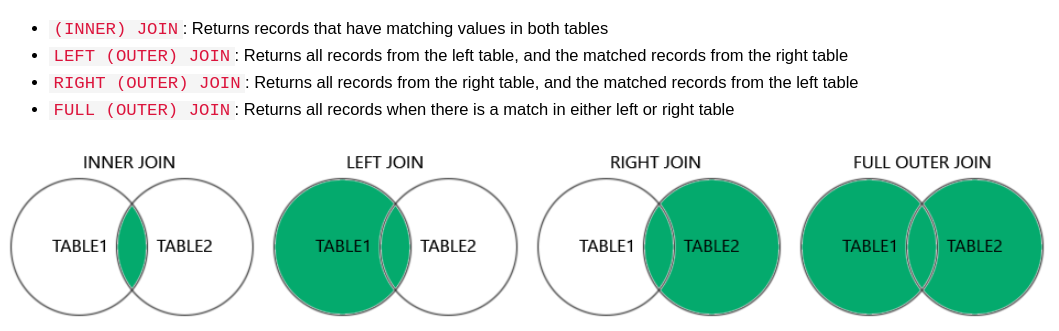 (INNER) JOIN: Returns records that have matching values in both tables
LEFT (OUTER) JOIN: Returns all records from the left table, and the matched records from the right table
RIGHT (OUTER) JOIN: Returns all records from the right table, and the matched records from the left table
FULL (OUTER) JOIN: Returns all records when there is a match in either left or right table
INNER JOIN
LEFT JOIN
RIGHT JOIN
FULL OUTER JOIN
TABLE1
TABLE2
TABLE1
TABLE2
TABLE1
TABLE2
TABLE1
TABLE2